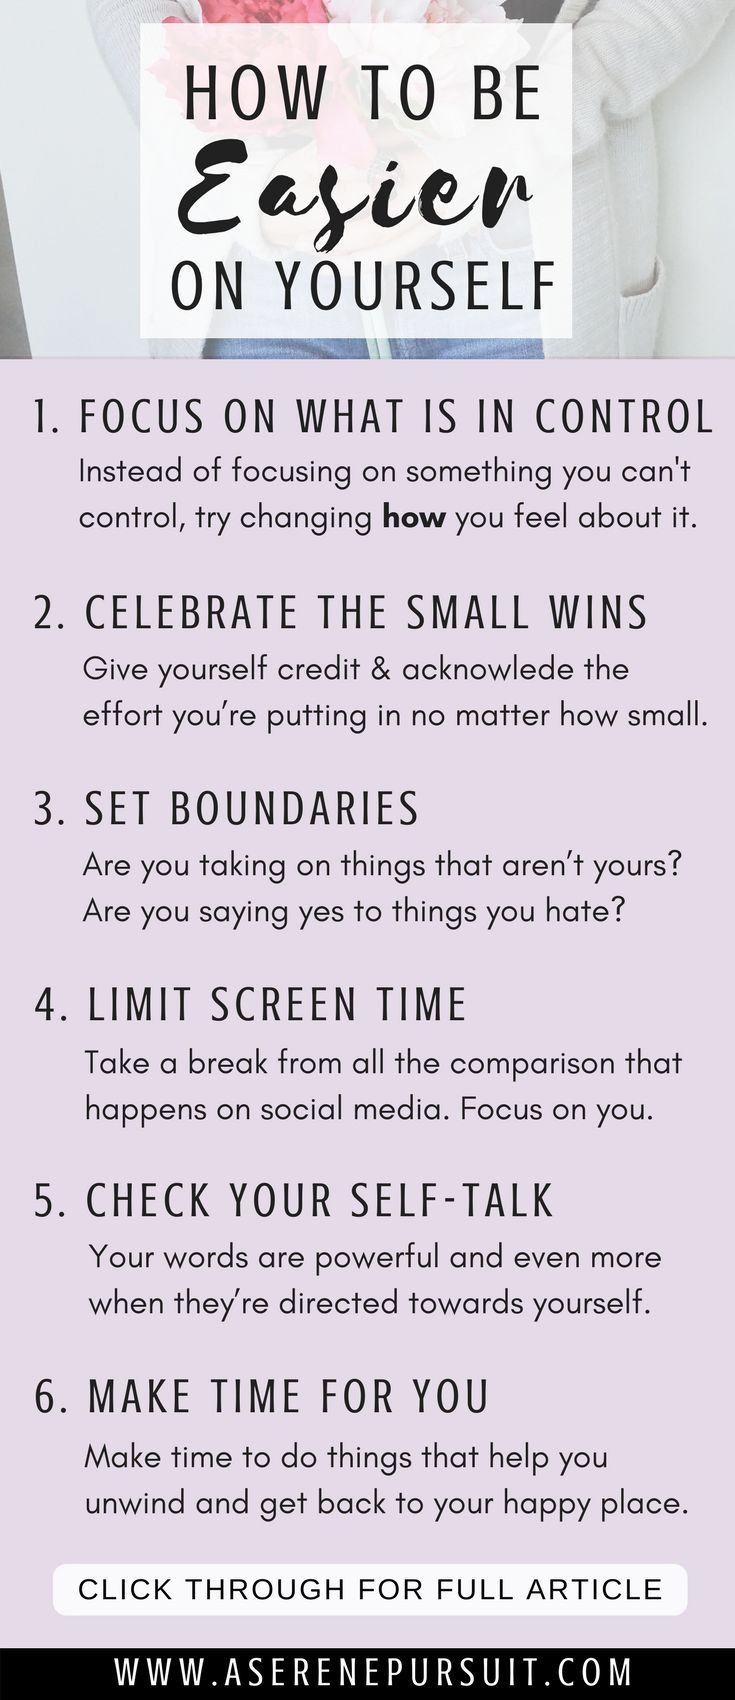 HOW TO BE
Easier
ON YOURSELF
1. FOCUS ON WHAT IS IN CONTROL
Instead of focusing on something you can't
control, try changing how you feel about it.
2. CELEBRATE THE SMALL WINS
Give yourself credit & acknowlede the
effort you’re putting in no matter how small.
3. SET BOUNDARIES
Are you taking on things that aren’t yours?
Are you saying yes to things you hate?
4. LIMIT SCREEN TIME
Take a break from all the comparison that
happens on social media. Focus on you.
5. CHECK YOUR SELF-TALK
Your words are powerful and even more
when they’re directed towards yourself.
6. MAKE TIME FOR YOU
Make time to do things that help you
unwind and get back to your happy place.
CLICK THROUGH FOR FULL ARTICLE
WWW.ASERENEPURSUIT.COM